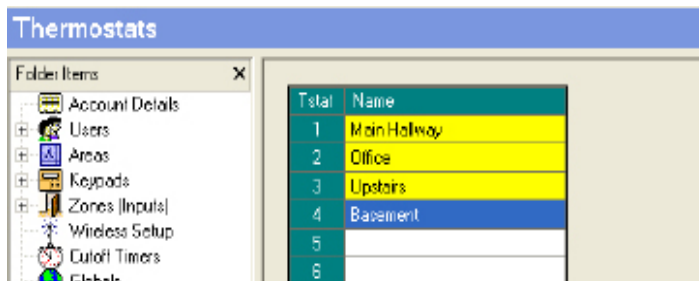 Thermostats
Folder Items
Account Details
Users
Areas
Keypads
Zones (Inputs)
Wireless Setup
Cutoff Timers
Globals
Tstat Name
1 Main Hallway
2 Office
3 Upstairs
4 Basement
5
6